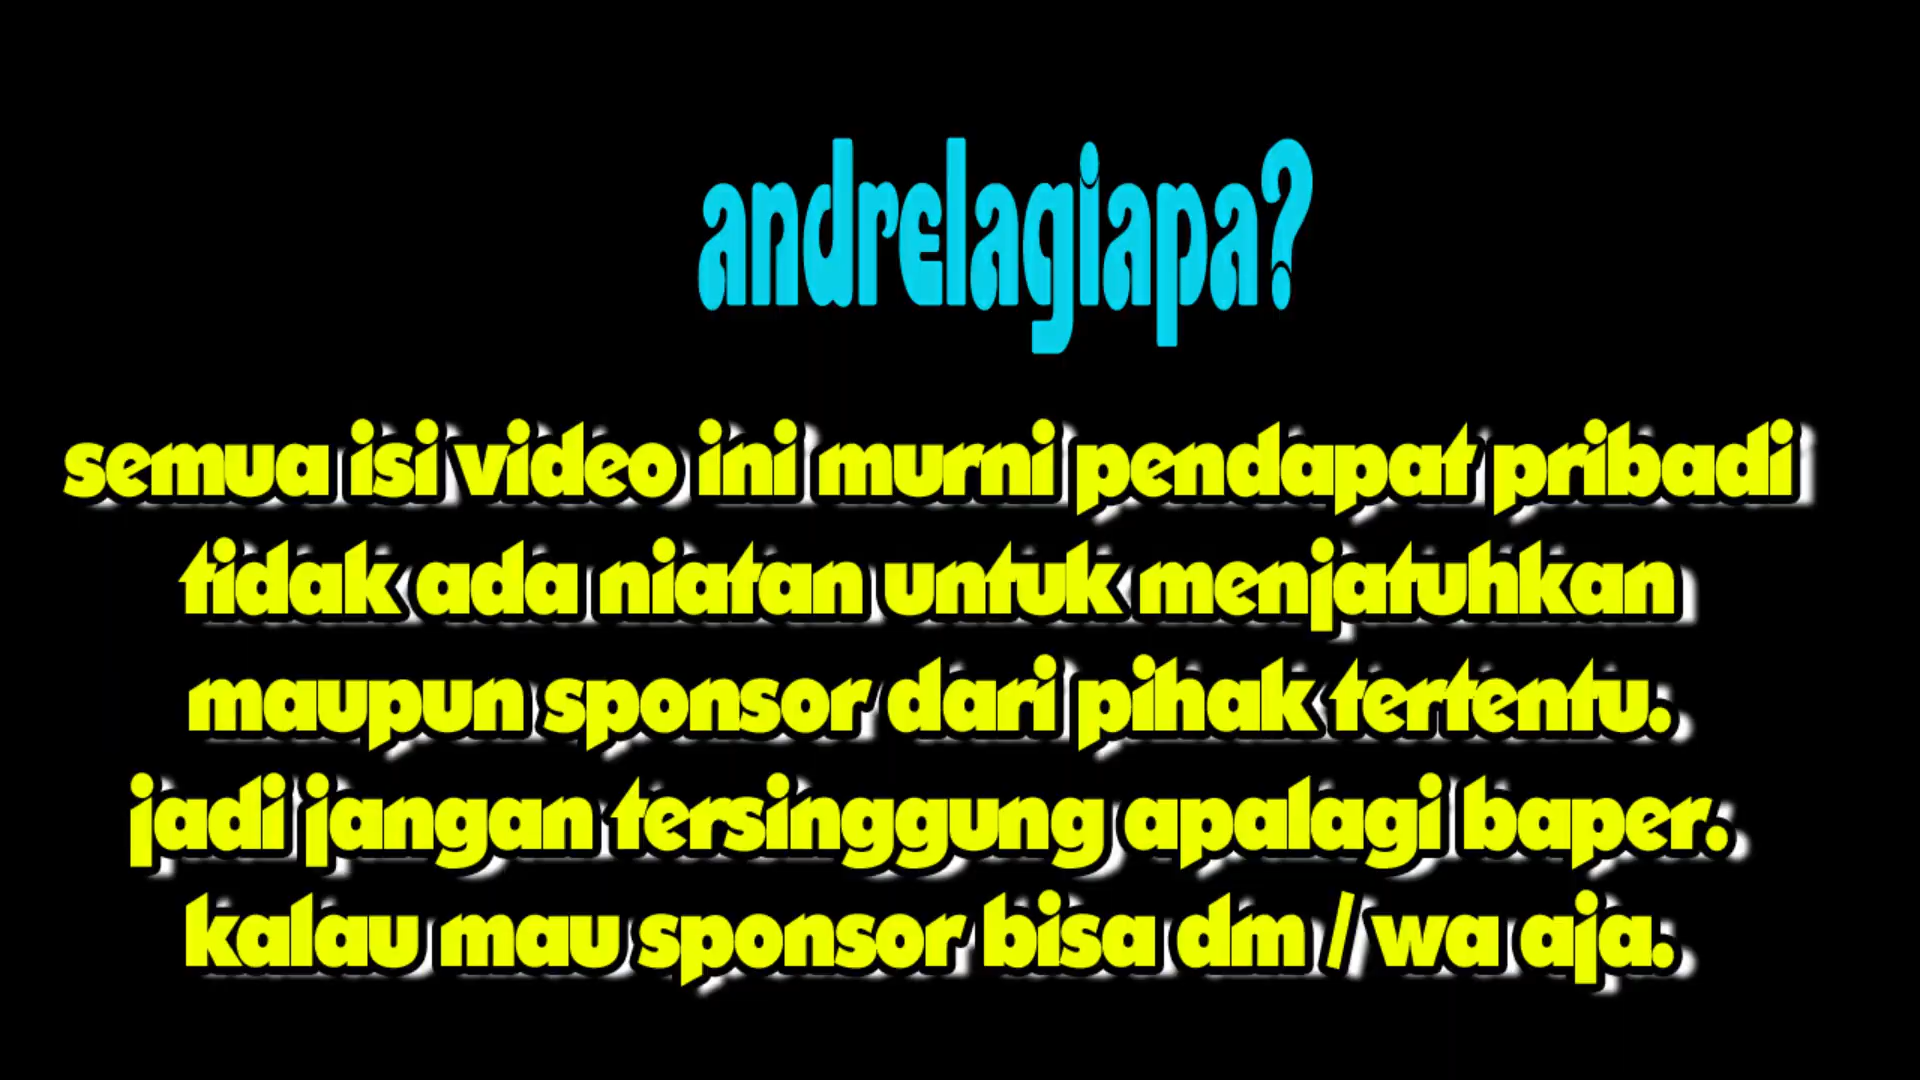 andrelagiapa?
semua isi video ini murni pendapat pribadi
tidak ada niatan untuk menjatuhkan
maupun sponsor dari pihak tertentu.
jadi jangan tersinggung apalagi baper.
kalau mau sponsor bisa dm / wa aja.